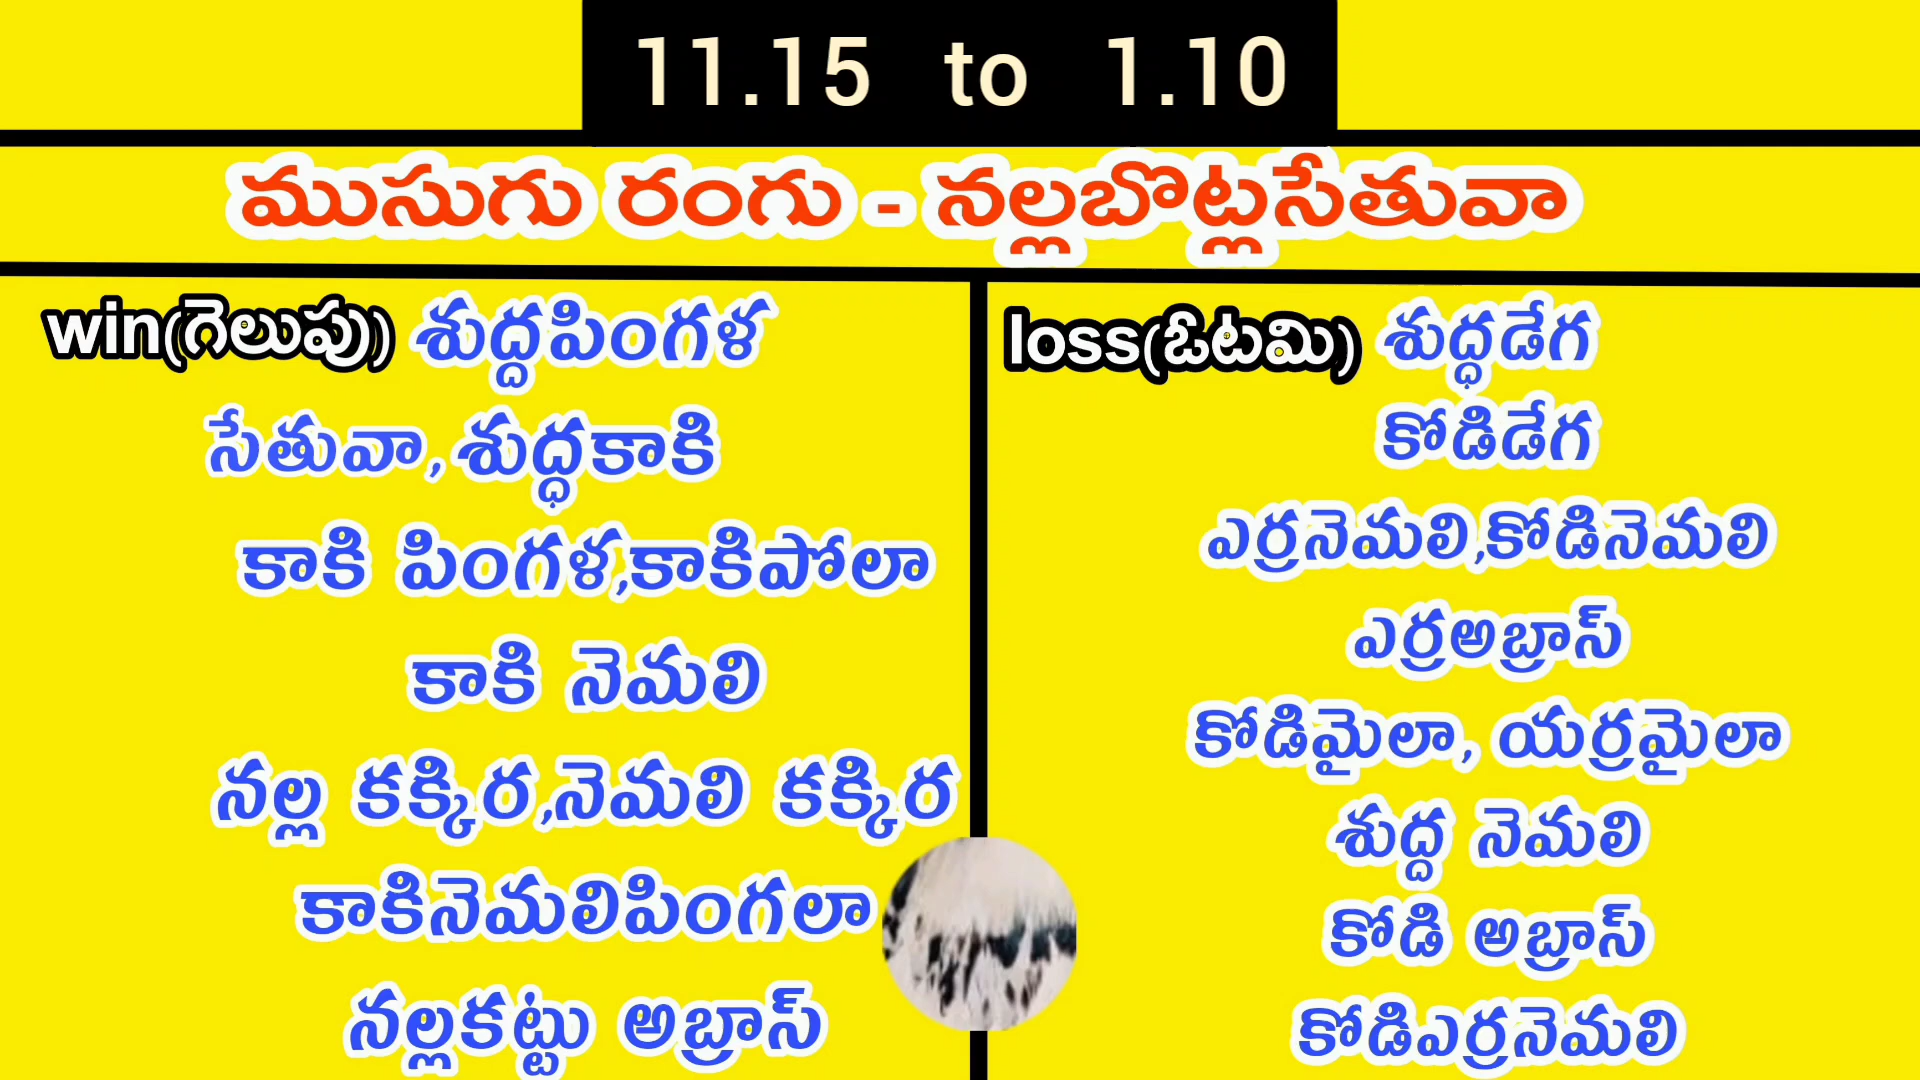 11.15 to 1.10
ముసుగు రంగు - నల్లబొట్లసేతువా
win(గెలుపు) శుద్దపింగళ
సేతువా, శుద్ధకాకి
కాకి పింగళ,కాకిపోలా
కాకి నెమలి
నల్ల కక్కిర,నెమలి కక్కిర
కాకినెమలిపింగలా
నల్లకట్టు అబ్రాస్
loss(ఓటమి) శుద్ధడేగ
కోడిడేగ
ఎర్రనెమలి,కోడినెమలి
ఎర్రఅబ్రాస్
కోడిమైలా, యర్రమైలా
శుద్ద నెమలి
కోడి అబ్రాస్
కోడిఎర్రనెమలి